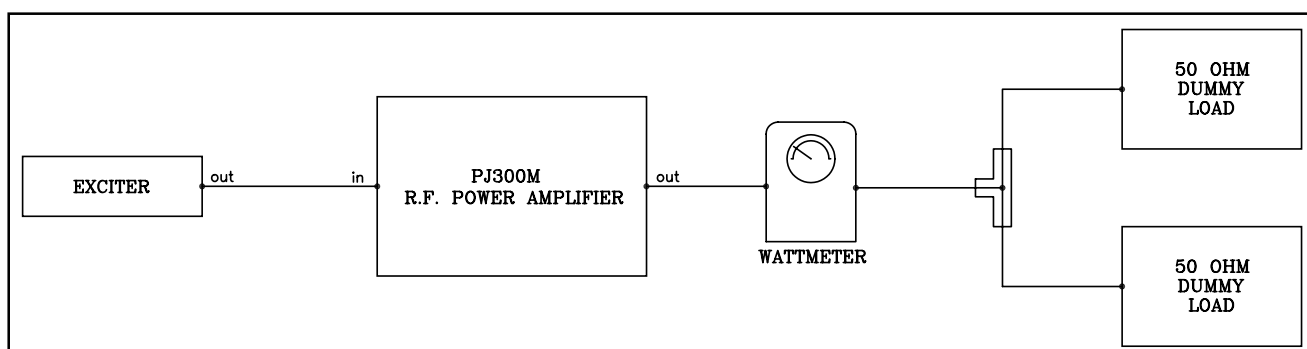 50 OHM
DUMMY
LOAD
EXCITER
out
in
PJ300M
R.F. POWER AMPLIFIER
out
WATTMETER
50 OHM
DUMMY
LOAD